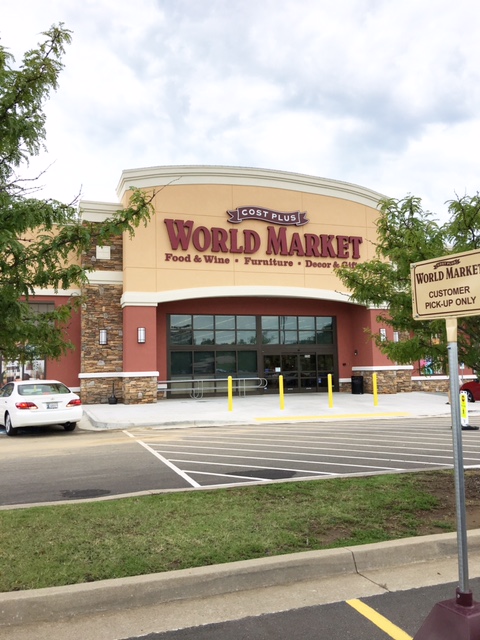 COST PLUS
WORLD MARKET
Food & Wine • Furniture • Decor & Gifts
WORLD MARKET
CUSTOMER
PICK-UP ONLY